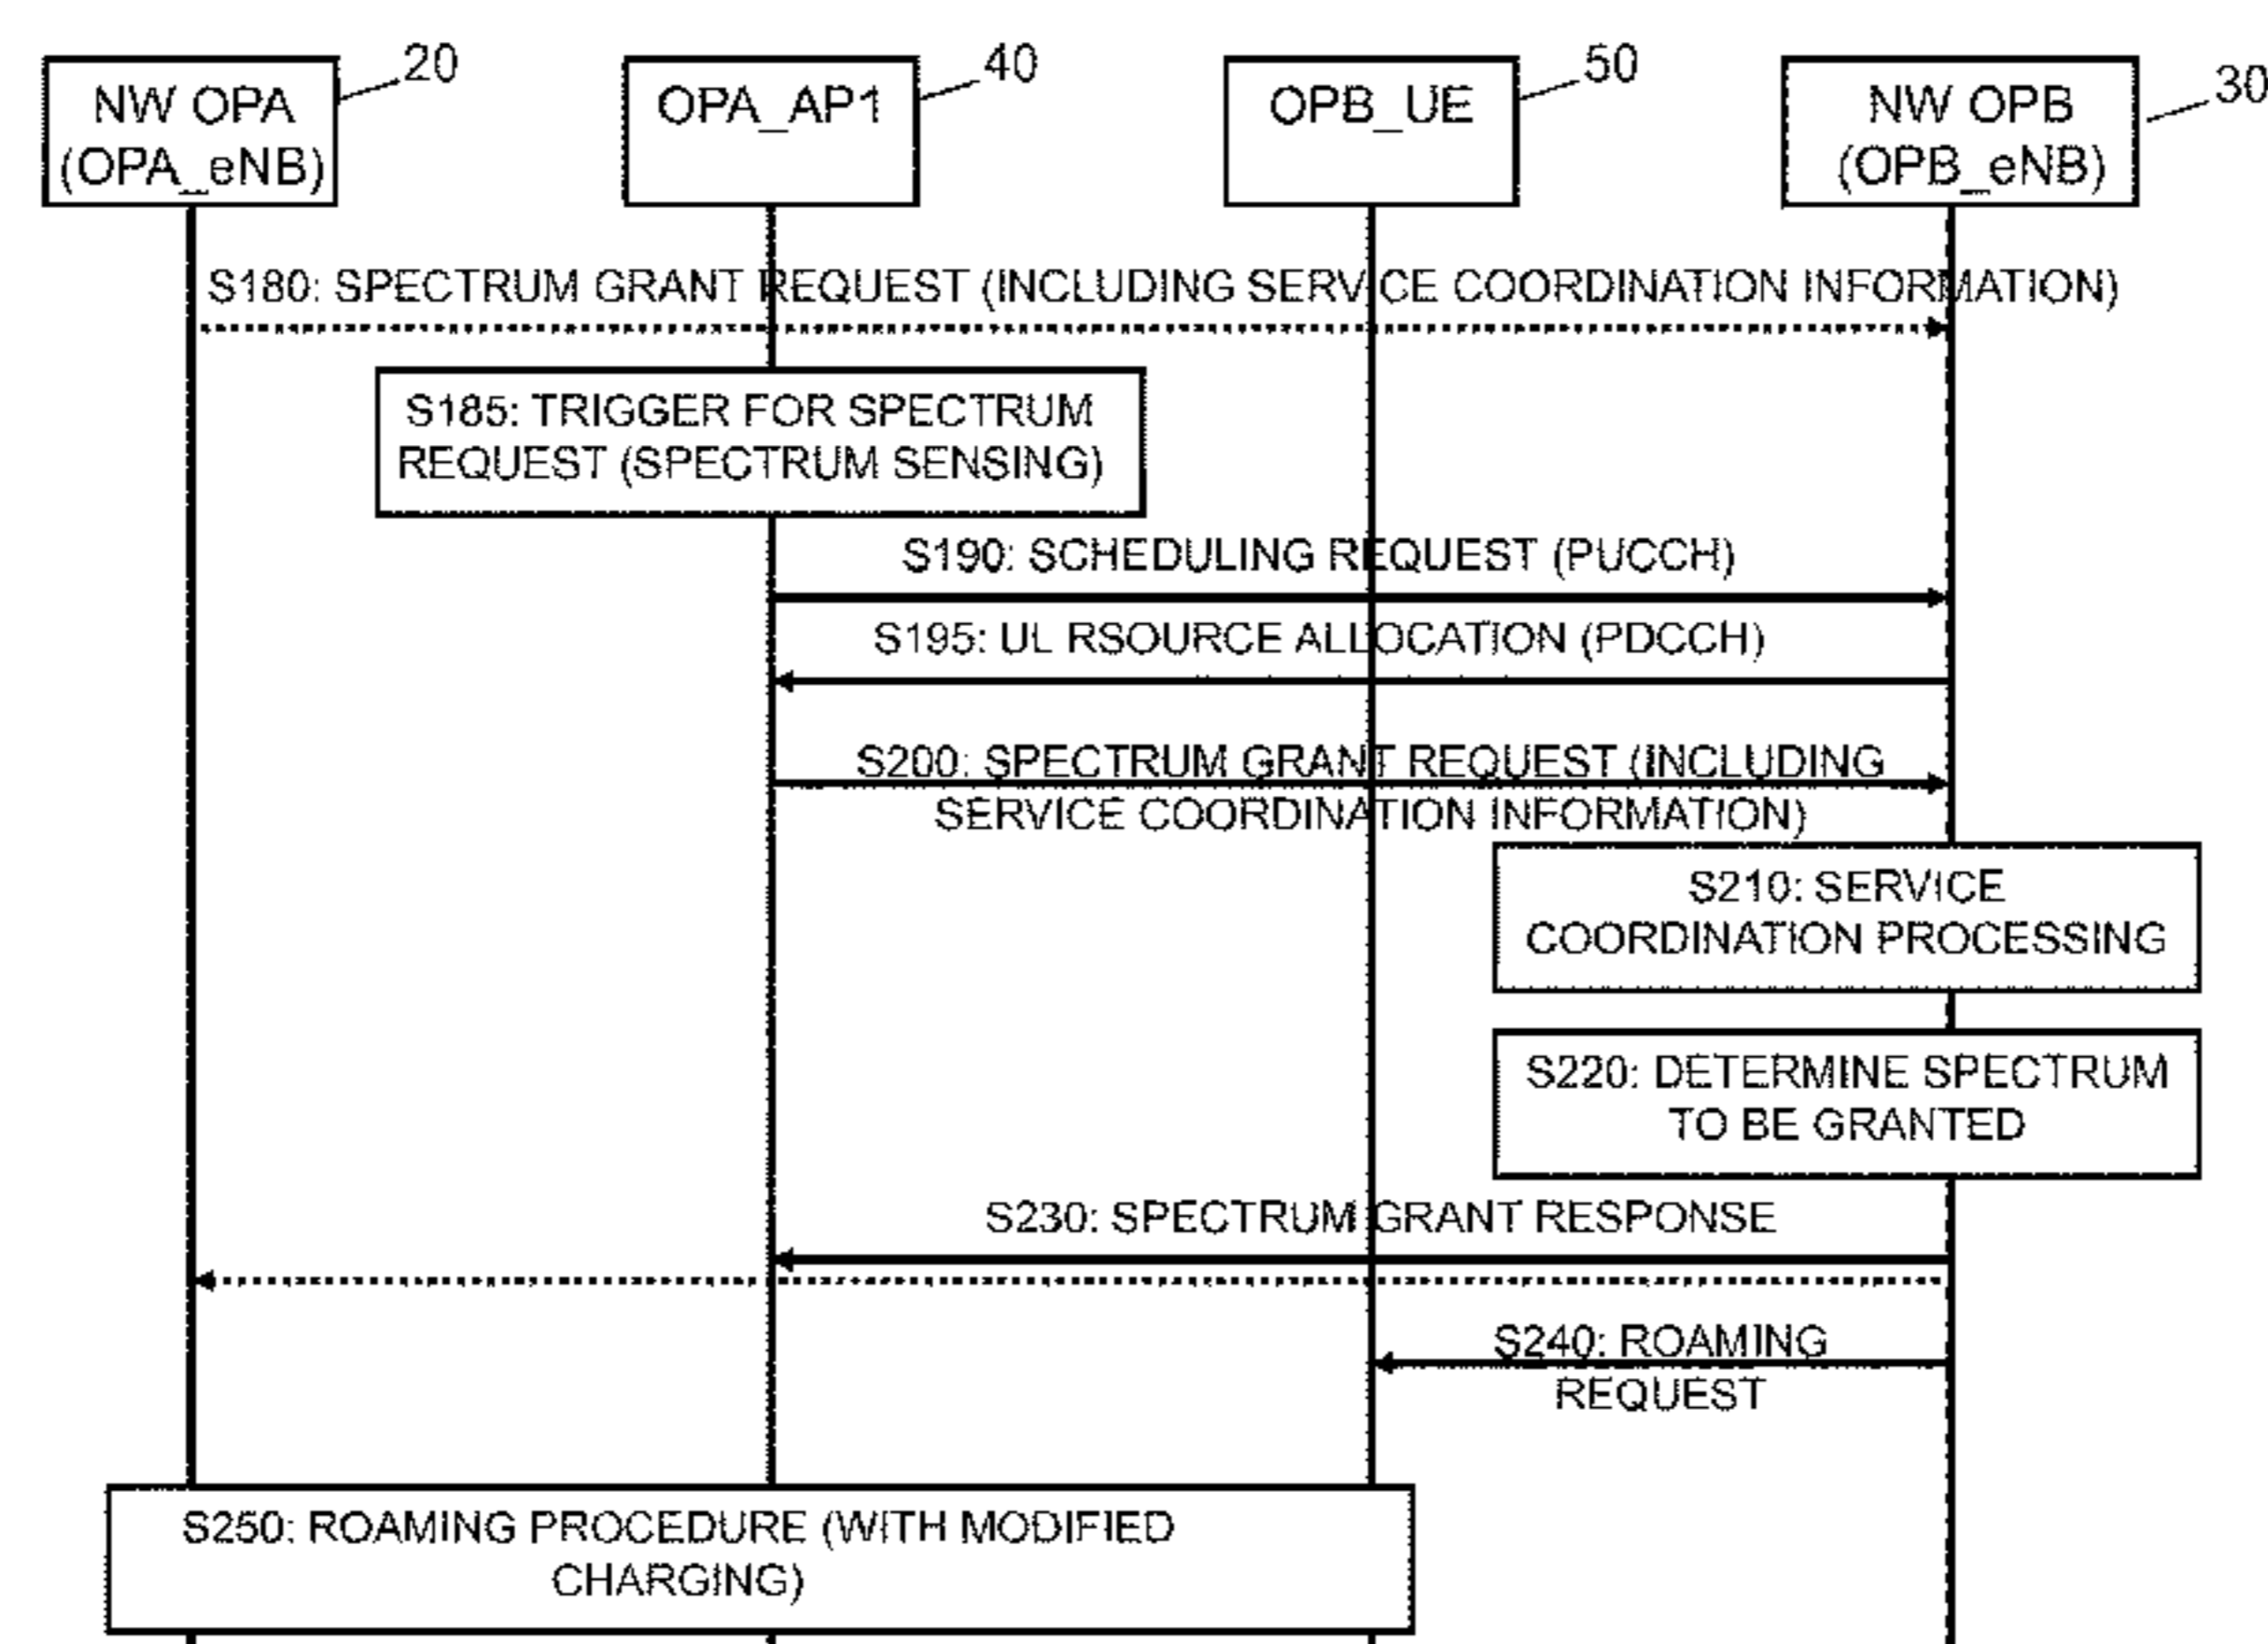 20
40
50
30
NW OPA
(OPA_eNB)
OPA_AP1
OPB_UE
NW OPB
(OPB_eNB)
S180: SPECTRUM GRANT REQUEST (INCLUDING SERVICE COORDINATION INFORMATION)
S185: TRIGGER FOR SPECTRUM
REQUEST (SPECTRUM SENSING)
S190: SCHEDULING REQUEST (PUCCH)
S195: UL RSOURCE ALLOCATION (PDCCH)
S200: SPECTRUM GRANT REQUEST (INCLUDING
SERVICE COORDINATION INFORMATION)
S210: SERVICE
COORDINATION PROCESSING
S220: DETERMINE SPECTRUM
TO BE GRANTED
S230: SPECTRUM GRANT RESPONSE
S240: ROAMING
REQUEST
S250: ROAMING PROCEDURE (WITH MODIFIED
CHARGING)